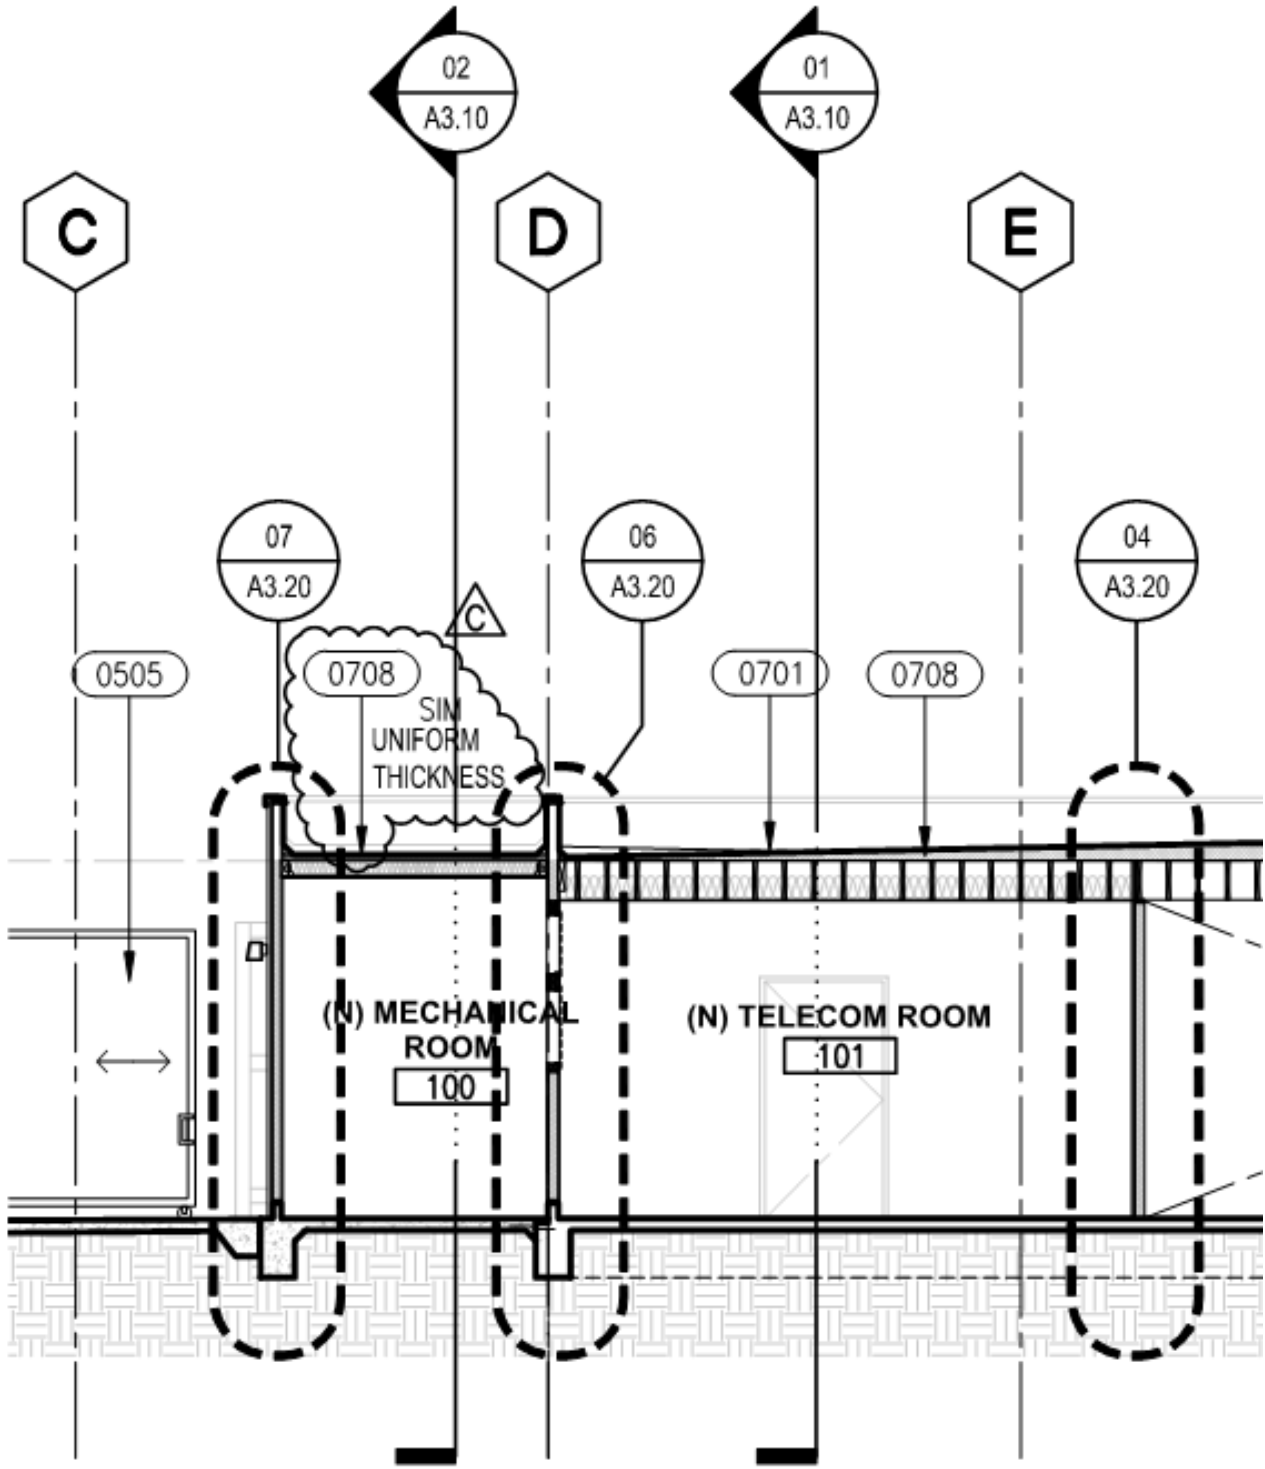 02
A3.10
01
A3.10
C
D
E
07
A3.20
06
A3.20
04
A3.20
C
0505
0708
0701
0708
SIM
UNIFORM
THICKNESS
(N) MECHANICAL
ROOM
100
(N) TELECOM ROOM
101